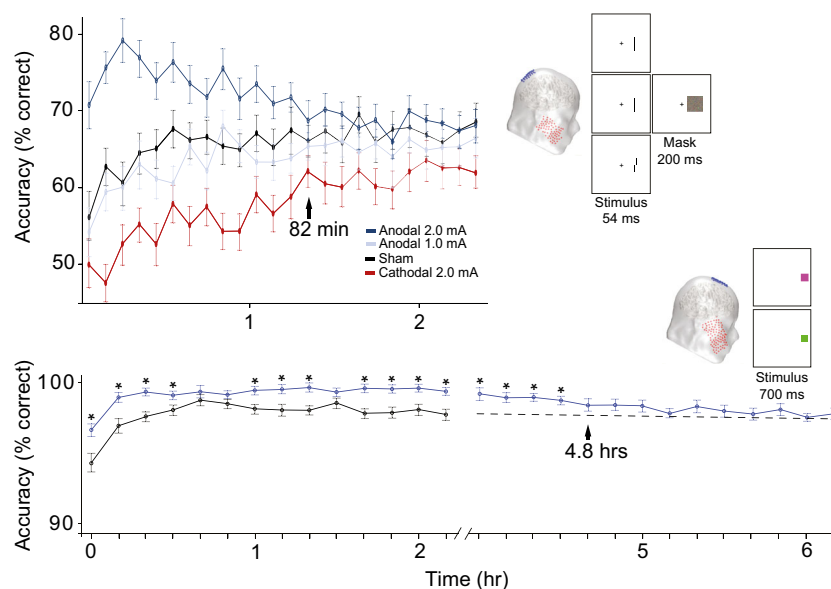 80
70
60
50
Accuracy (% correct)
82 min
Anodal 2.0 mA
Anodal 1.0 mA
Sham
Cathodal 2.0 mA
1
2
Mask
200 ms
Stimulus
54 ms
Stimulus
700 ms
100
90
Accuracy (% correct)
* * * * * * * * * * * * * * *
4.8 hrs
0
1
2
5
6
Time (hr)